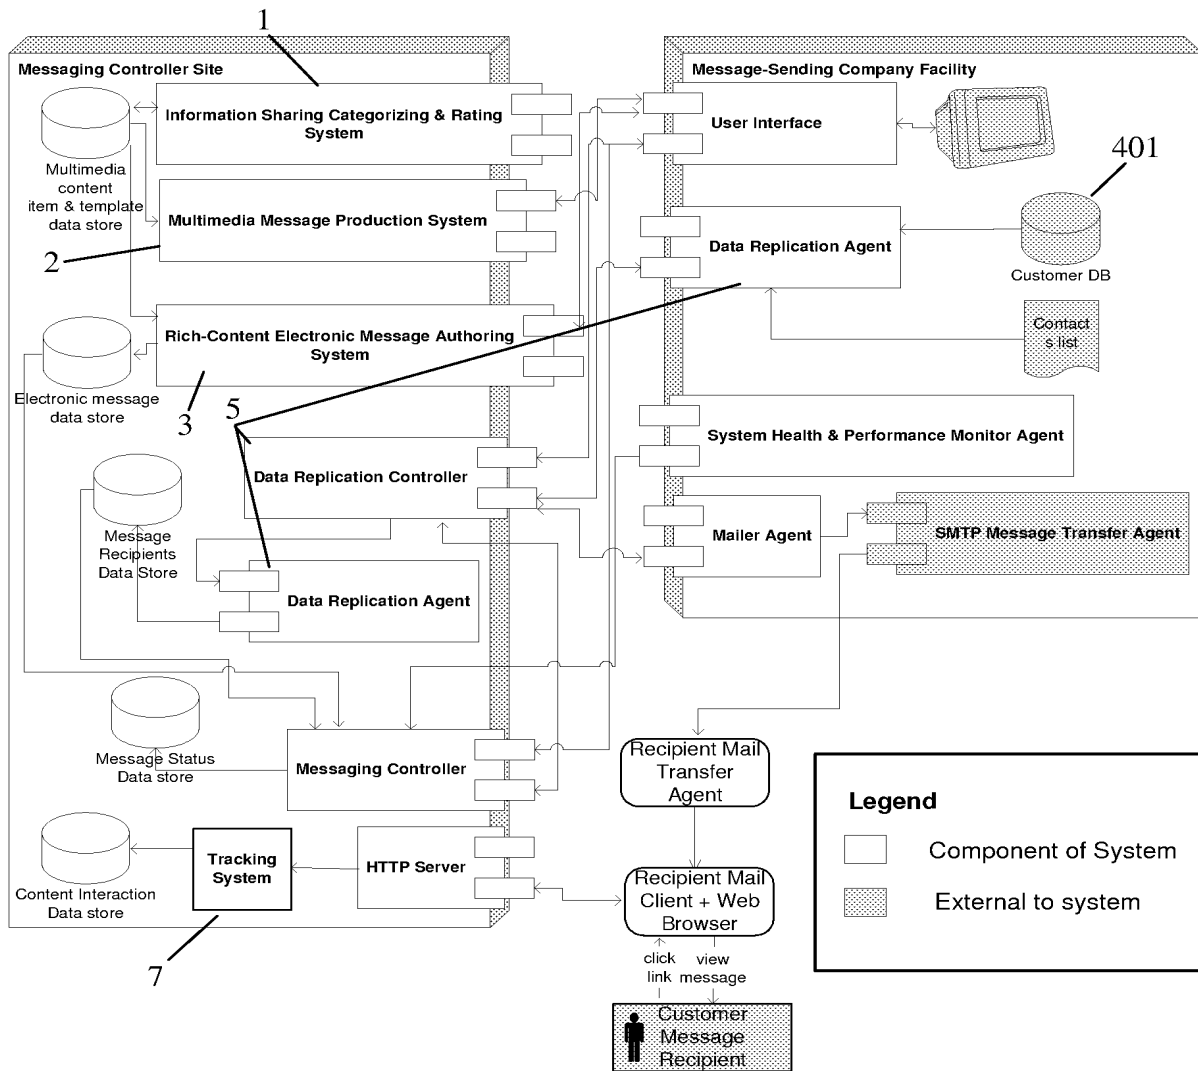 1
Messaging Controller Site
Message-Sending Company Facility
Information Sharing Categorizing & Rating
System
User Interface
401
Multimedia
content
item & template
data store
Multimedia Message Production System
2
Data Replication Agent
Customer DB
Contact
s list
Rich-Content Electronic Message Authoring
System
Electronic message
data store
3
5
System Health & Performance Monitor Agent
Data Replication Controller
Message
Recipients
Data Store
Mailer Agent
SMTP Message Transfer Agent
Data Replication Agent
Message Status
Data store
Messaging Controller
Recipient Mail
Transfer
Agent
Legend
Component of System
External to system
Content Interaction
Data store
Tracking
System
HTTP Server
Recipient Mail
Client + Web
Browser
7
click
link
view
message
Customer
Message
Recipient